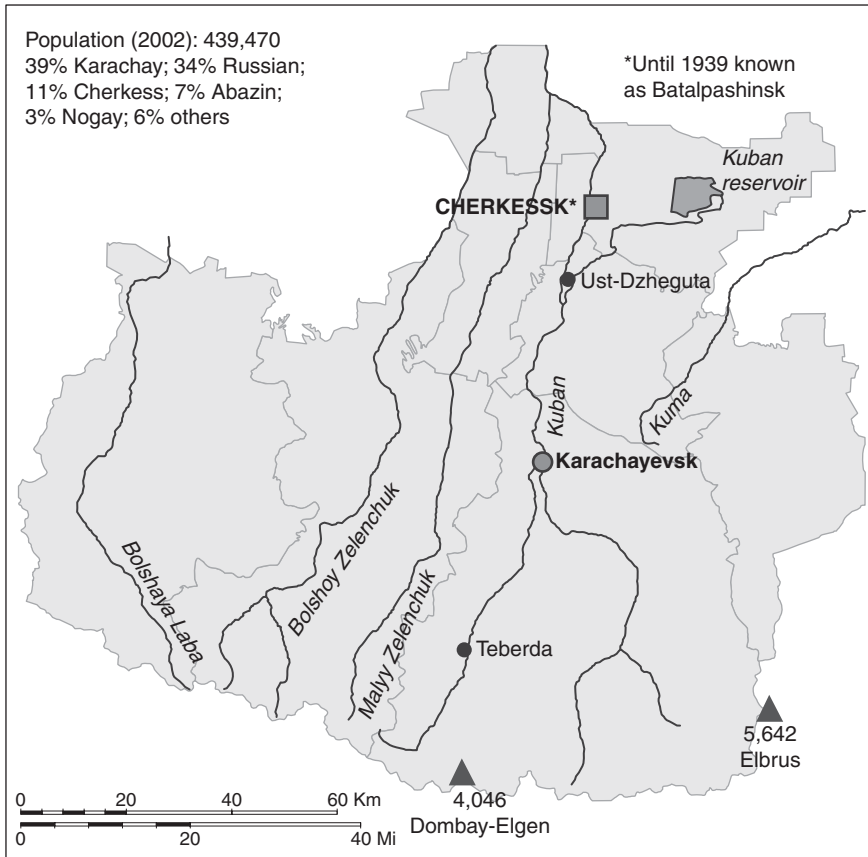 Population (2002): 439,470
39% Karachay; 34% Russian;
11% Cherkess; 7% Abazin;
3% Nogay; 6% others
*Until 1939 known
as Batalpashinsk
Kuban
reservoir
CHERKESSK*
Ust-Dzheguta
Kuban
Kuma
Karachayevsk
Bolshaya Laba
Bolshoy Zelenchuk
Malyy Zelenchuk
Teberda
5,642
Elbrus
4,046
Dombay-Elgen
0 20 40 60 Km
0 20 40 Mi